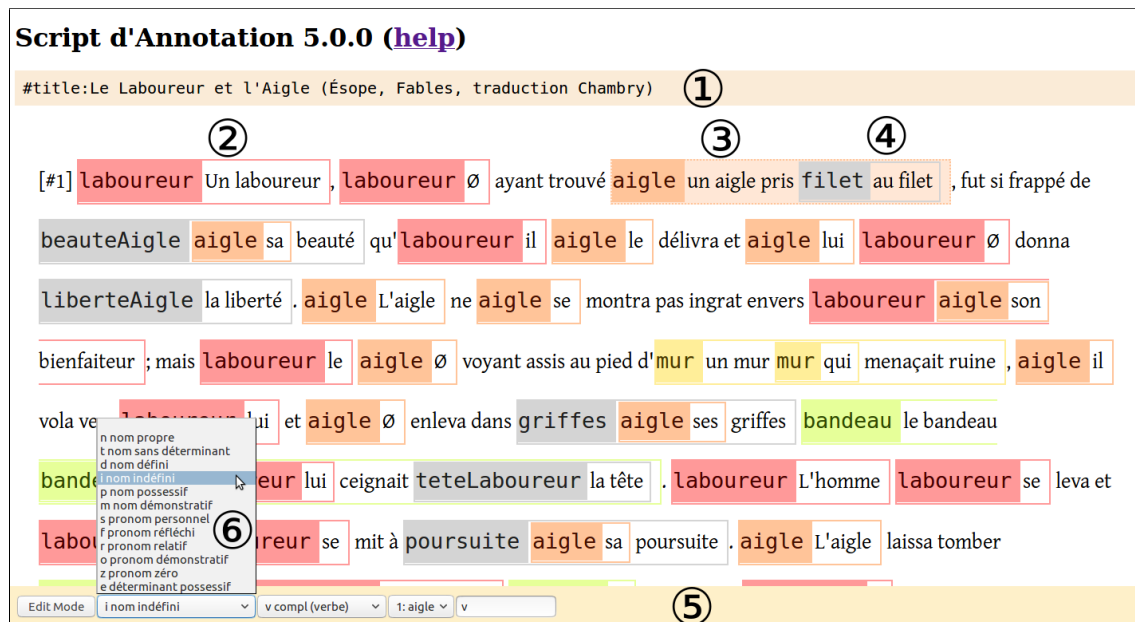 Script d'Annotation 5.0.0 (help)
#title:Le Laboureur et l'Aigle (Ésope, Fables, traduction Chambry) ①
② ③ ④
[#1] laboureur Un laboureur , laboureur Ø ayant trouvé aigle un aigle pris filet au filet , fut si frappé de
beauteAigle aigle sa beauté qu' laboureur il aigle le délivra et aigle lui laboureur Ø donna
liberteAigle la liberté . aigle L'aigle ne aigle se montra pas ingrat envers laboureur aigle son
bienfaiteur ; mais laboureur le aigle Ø voyant assis au pied d' mur un mur mur qui menaçait ruine , aigle il
vola ve laboureur lui et aigle Ø enleva dans griffes aigle ses griffes bandeau le bandeau
bande eur lui ceignait teteLaboureur la tête . laboureur L'homme laboureur se leva et
labou reur se mit à poursuite aigle sa poursuite . aigle L'aigle laissa tomber
n nom propre
t nom sans déterminant
d nom défini
i nom indéfini
p nom possessif
m nom démonstratif
s pronom personnel
f pronom réfléchi
r pronom relatif
o pronom démonstratif
z pronom zéro
e déterminant possessif
⑥
Edit Mode i nom indéfini v compl (verbe) 1: aigle v ⑤